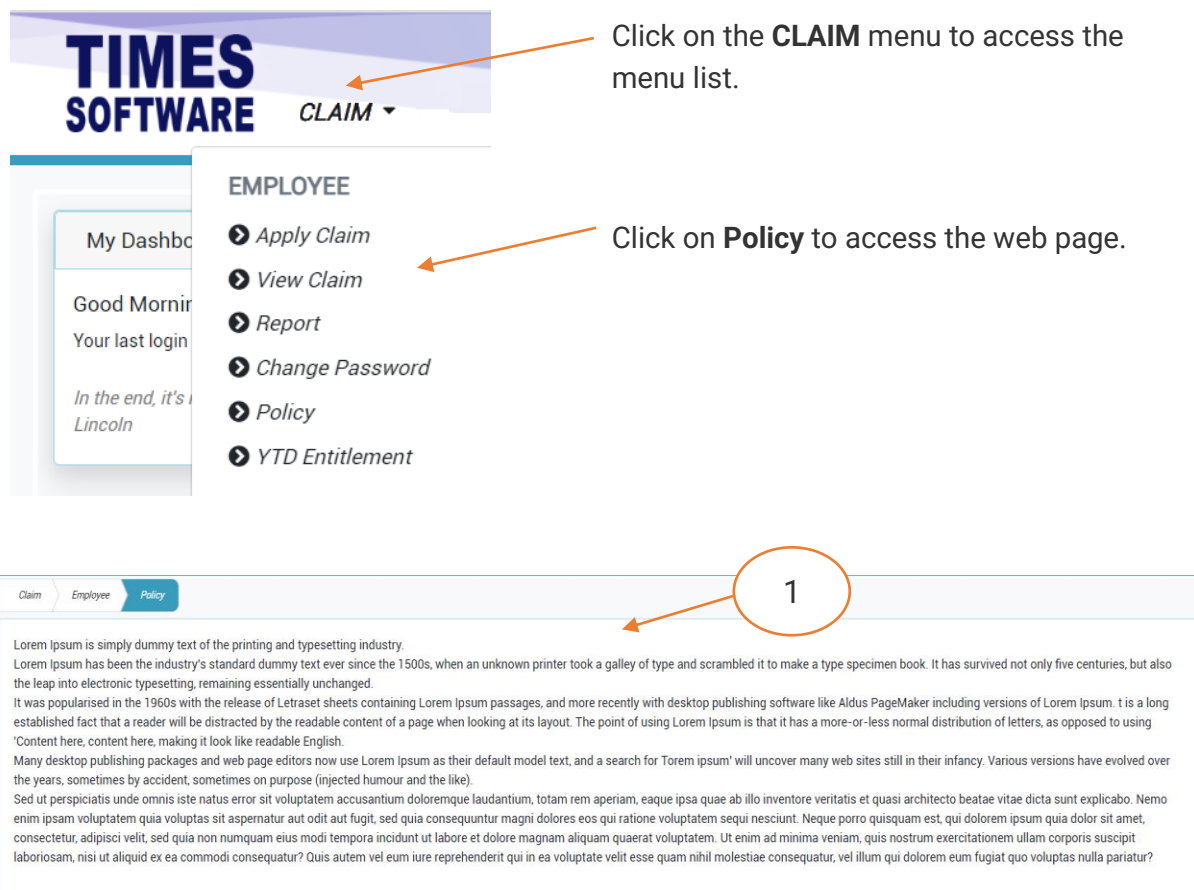 TIMES
SOFTWARE
CLAIM
Click on the CLAIM menu to access the
menu list.
EMPLOYEE
Apply Claim
View Claim
Report
Change Password
Policy
YTD Entitlement
My Dashbo
Good Mornin
Your last login
In the end, it's
Lincoln
Click on Policy to access the web page.
1
Claim
Employee
Policy
Lorem Ipsum is simply dummy text of the printing and typesetting industry.
Lorem Ipsum has been the industry's standard dummy text ever since the 1500s, when an unknown printer took a galley of type and scrambled it to make a type specimen book. It has survived not only five centuries, but also
the leap into electronic typesetting, remaining essentially unchanged.
It was popularised in the 1960s with the release of Letraset sheets containing Lorem Ipsum passages, and more recently with desktop publishing software like Aldus PageMaker including versions of Lorem Ipsum. t is a long
established fact that a reader will be distracted by the readable content of a page when looking at its layout. The point of using Lorem Ipsum is that it has a more-or-less normal distribution of letters, as opposed to using
'Content here, content here, making it look like readable English.
Many desktop publishing packages and web page editors now use Lorem Ipsum as their default model text, and a search for Torem ipsum' will uncover many web sites still in their infancy. Various versions have evolved over
the years, sometimes by accident, sometimes on purpose (injected humour and the like).
Sed ut perspiciatis unde omnis iste natus error sit voluptatem accusantium doloremque laudantium, totam rem aperiam, eaque ipsa quae ab illo inventore veritatis et quasi architecto beatae vitae dicta sunt explicabo. Nemo
enim ipsam voluptatem quia voluptas sit aspernatur aut odit aut fugit, sed quia consequuntur magni dolores eos qui ratione voluptatem sequi nesciunt. Neque porro quisquam est, qui dolorem ipsum quia dolor sit amet,
consectetur, adipisci velit, sed quia non numquam eius modi tempora incidunt ut labore et dolore magnam aliquam quaerat voluptatem. Ut enim ad minima veniam, quis nostrum exercitationem ullam corporis suscipit
laboriosam, nisi ut aliquid ex ea commodi consequatur? Quis autem vel eum iure reprehenderit qui in ea voluptate velit esse quam nihil molestiae consequatur, vel illum qui dolorem eum fugiat quo voluptas nulla pariatur?